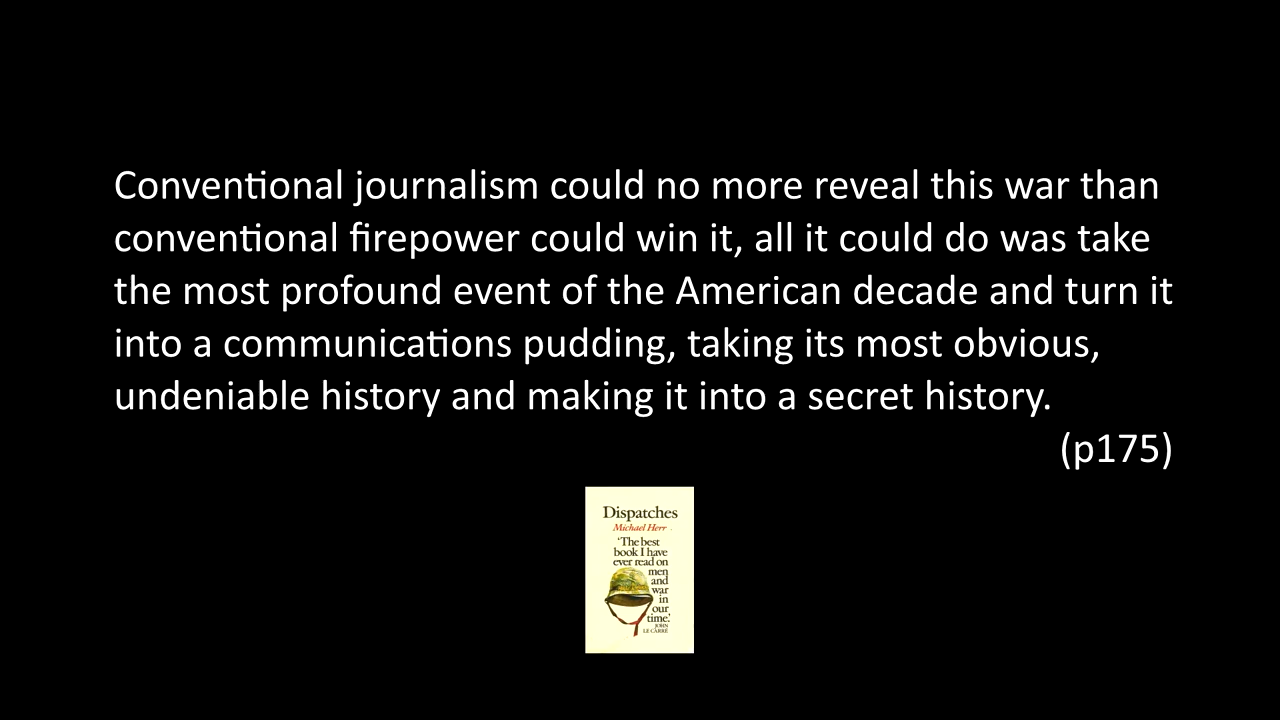 Conventional journalism could no more reveal this war than
conventional firepower could win it, all it could do was take
the most profound event of the American decade and turn it
into a communications pudding, taking its most obvious,
undeniable history and making it into a secret history.
(p175)
Dispatches
Michael Herr
'The best
book I have
ever read on
men
and
war
in
our
time.'
JOHN
LE CARRÉ